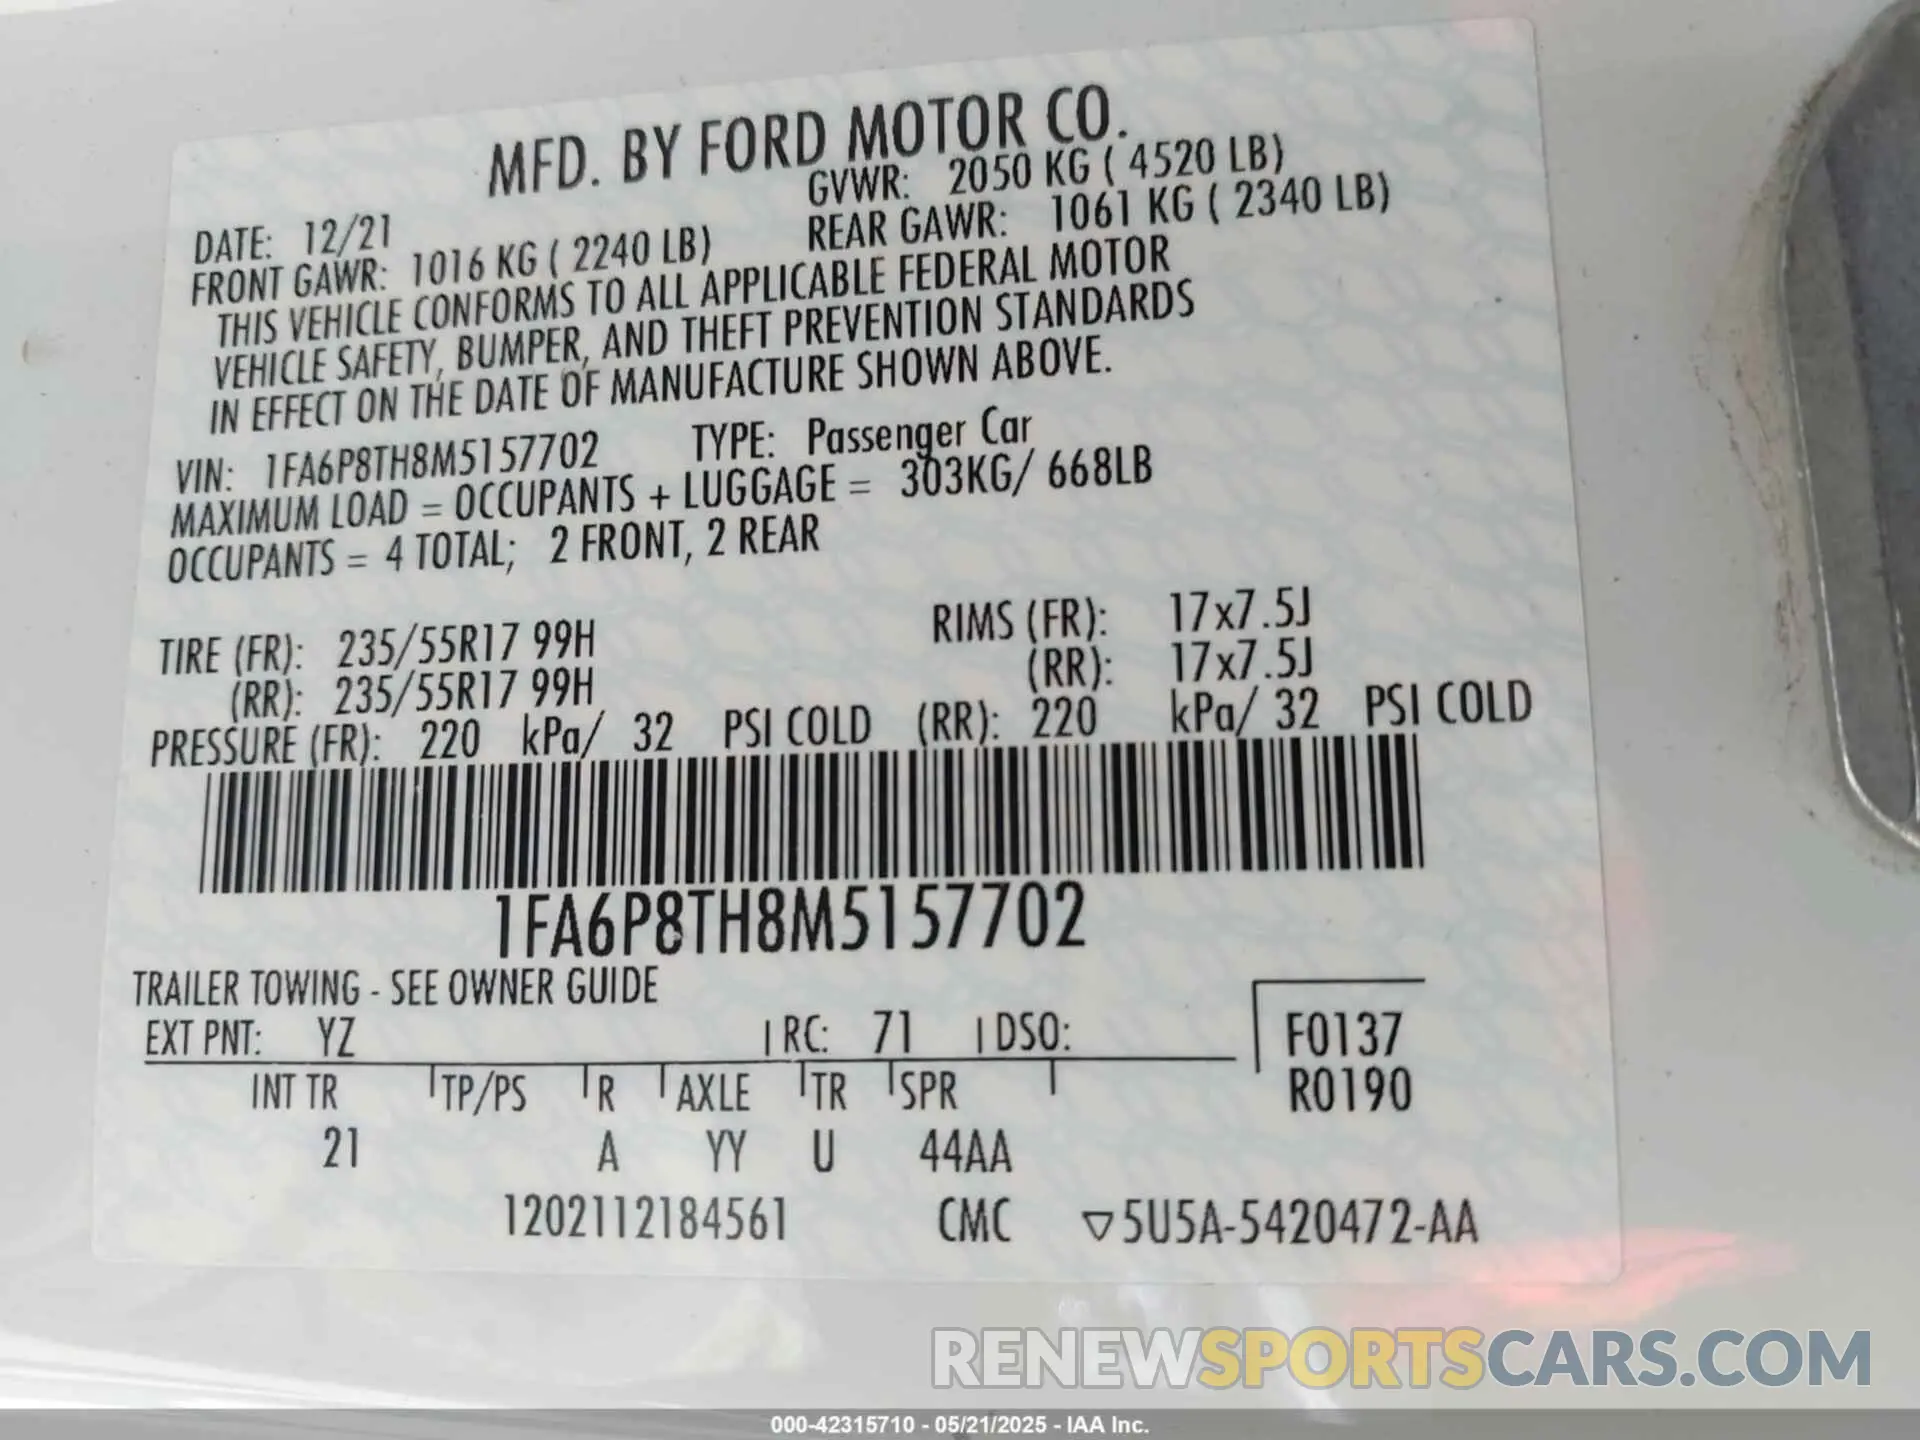 MFD. BY FORD MOTOR CO.
DATE: 12/21 GVWR: 2050 KG ( 4520 LB)
FRONT GAWR: 1016 KG ( 2240 LB) REAR GAWR: 1061 KG ( 2340 LB)
THIS VEHICLE CONFORMS TO ALL APPLICABLE FEDERAL MOTOR
VEHICLE SAFETY, BUMPER, AND THEFT PREVENTION STANDARDS
IN EFFECT ON THE DATE OF MANUFACTURE SHOWN ABOVE.
VIN: 1FA6P8TH8M5157702 TYPE: Passenger Car
MAXIMUM LOAD = OCCUPANTS + LUGGAGE = 303KG/ 668LB
OCCUPANTS = 4 TOTAL; 2 FRONT, 2 REAR
TIRE (FR): 235/55R17 99H RIMS (FR): 17x7.5J
(RR): 235/55R17 99H (RR): 17x7.5J
PRESSURE (FR): 220 kPa/ 32 PSI COLD (RR): 220 kPa/ 32 PSI COLD
1FA6P8TH8M5157702
TRAILER TOWING - SEE OWNER GUIDE
EXT PNT: YZ RC: 71 DSO: F0137
INT TR TP/PS R AXLE TR SPR R0190
21 A YY U 44AA
1202112184561 CMC ▽5U5A-5420472-AA
RENEWSPORTSCARS.COM
000-42315710 - 05/21/2025 - IAA Inc.